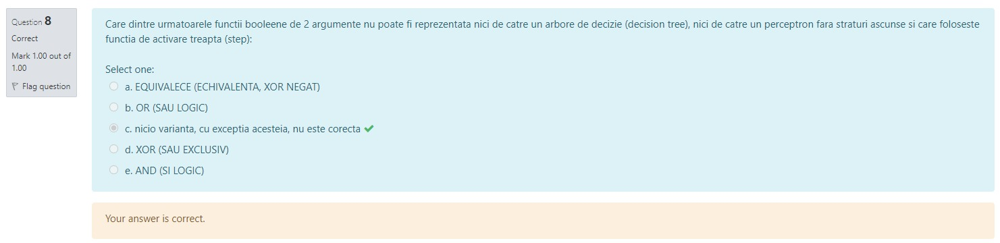 Question 8
Correct
Mark 1.00 out of
1.00
Flag question
Care dintre urmatoarele functii booleene de 2 argumente nu poate fi reprezentata nici de catre un arbore de decizie (decision tree), nici de catre un perceptron fara straturi ascunse si care foloseste
functia de activare treapta (step):
Select one:
a. EQUIVALECE (ECHIVALENTA, XOR NEGAT)
b. OR (SAU LOGIC)
c. nicio varianta, cu exceptia acesteia, nu este corecta
d. XOR (SAU EXCLUSIV)
e. AND (SI LOGIC)
Your answer is correct.